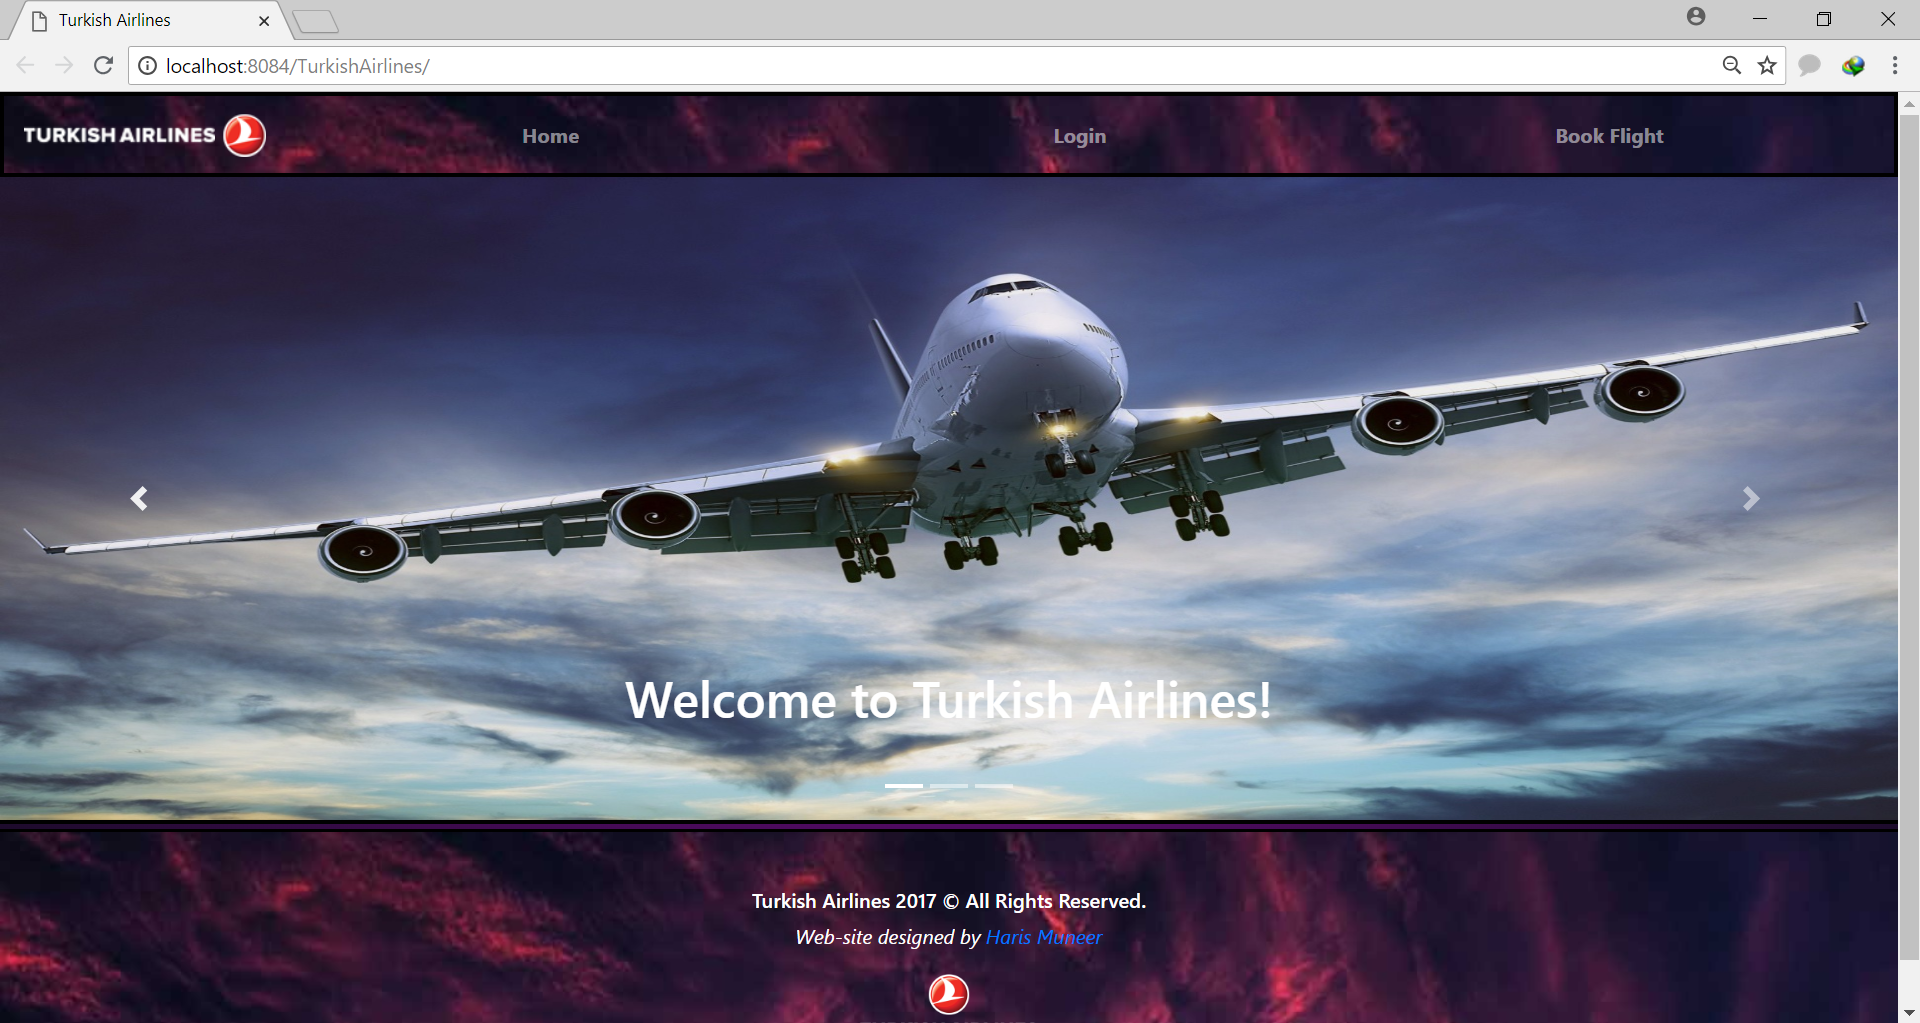 Turkish Airlines
localhost:8084/TurkishAirlines/
TURKISH AIRLINES
Home
Login
Book Flight
Welcome to Turkish Airlines!
Turkish Airlines 2017 © All Rights Reserved.
Web-site designed by Haris Muneer